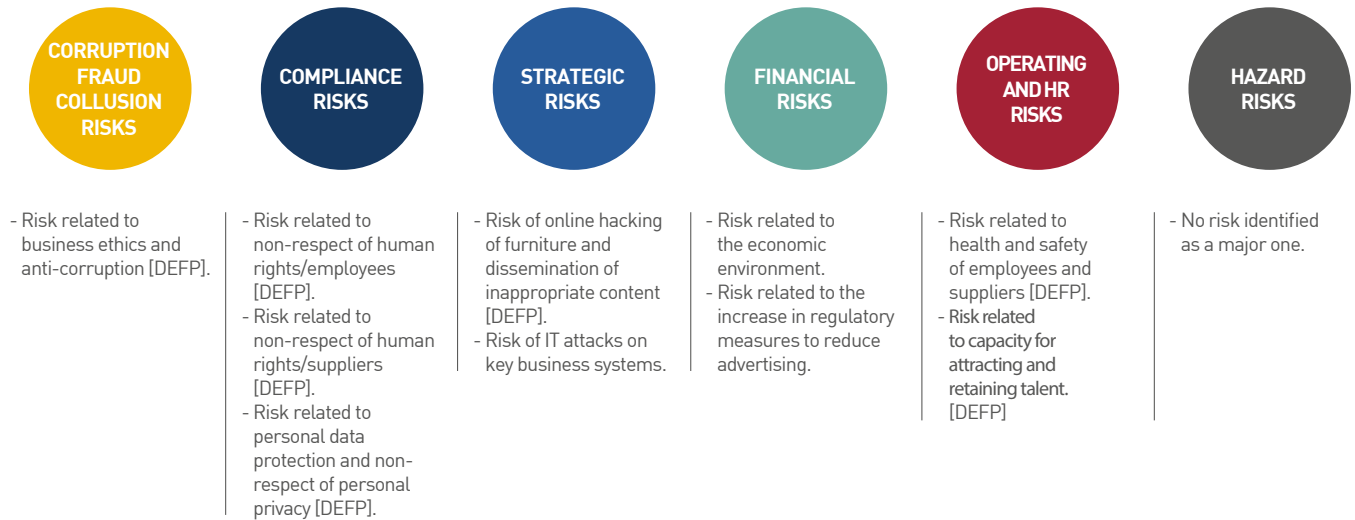 CORRUPTION
FRAUD
COLLUSION
RISKS
- Risk related to
business ethics and
anti-corruption [DEFP].
COMPLIANCE
RISKS
- Risk related to
non-respect of human
rights/employees
[DEFP].
- Risk related to
non-respect of human
rights/suppliers
[DEFP].
- Risk related to
personal data
protection and non-
respect of personal
privacy [DEFP].
STRATEGIC
RISKS
- Risk of online hacking
of furniture and
dissemination of
inappropriate content
[DEFP].
- Risk of IT attacks on
key business systems.
FINANCIAL
RISKS
- Risk related to
the economic
environment.
- Risk related to the
increase in regulatory
measures to reduce
advertising.
OPERATING
AND HR
RISKS
- Risk related to
health and safety
of employees and
suppliers [DEFP].
- Risk related
to capacity for
attracting and
retaining talent.
[DEFP]
HAZARD
RISKS
- No risk identified
as a major one.